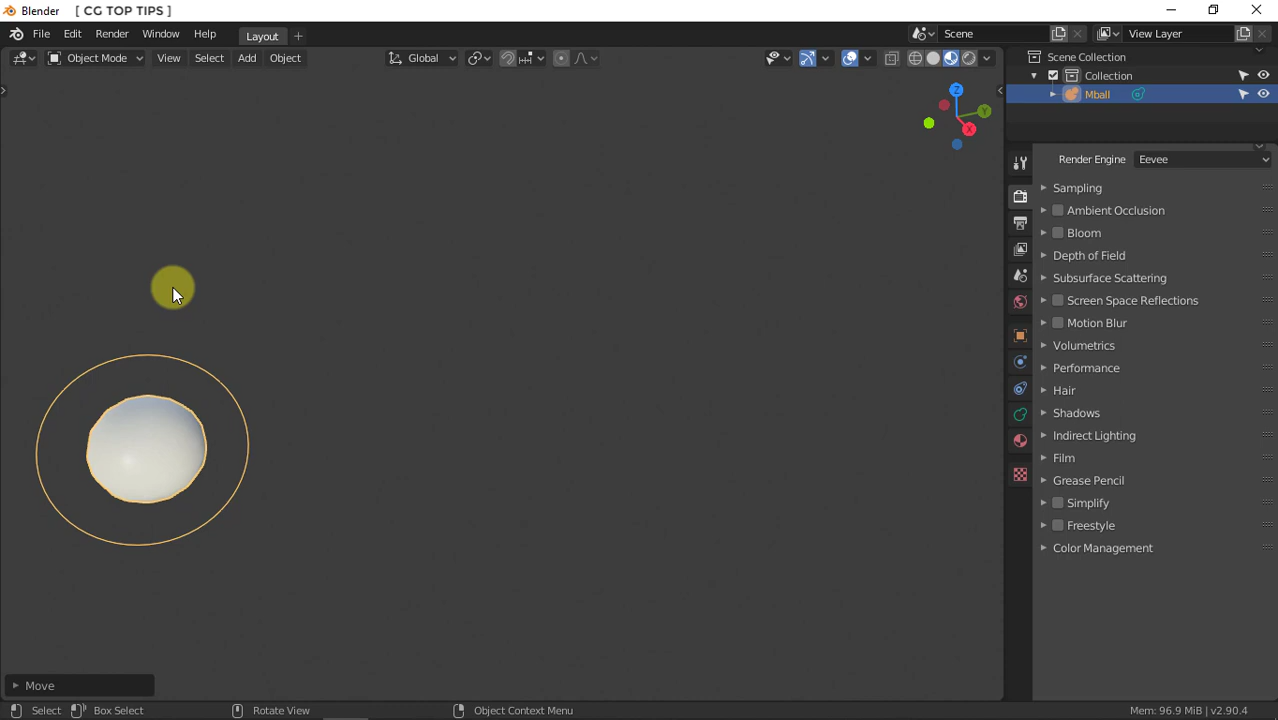 Blender [ CG TOP TIPS ]
File Edit Render Window Help Layout + Scene View Layer
Object Mode View Select Add Object Global
Scene Collection
Collection
Mball
Z
Y
X
Render Engine Eevee
Sampling
Ambient Occlusion
Bloom
Depth of Field
Subsurface Scattering
Screen Space Reflections
Motion Blur
Volumetrics
Performance
Hair
Shadows
Indirect Lighting
Film
Grease Pencil
Simplify
Freestyle
Color Management
Move
Select Box Select Rotate View Object Context Menu Mem: 96.9 MiB | v2.90.4